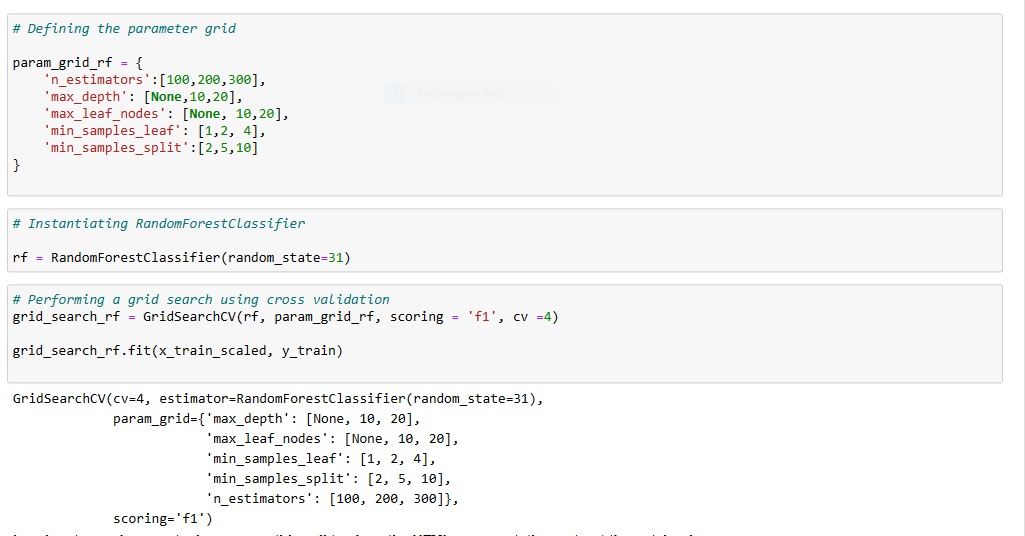 # Defining the parameter grid
param_grid_rf = {
'n_estimators':[100,200,300],
'max_depth': [None,10,20],
Rectangular Snip
'max_leaf_nodes': [None, 10,20],
'min_samples_leaf': [1,2, 4],
'min_samples_split':[2,5,10]
}
# Instantiating RandomForestClassifier
rf = RandomForestClassifier(random_state=31)
# Performing a grid search using cross validation
grid_search_rf = GridSearchCV(rf, param_grid_rf, scoring = 'f1', cv =4)
grid_search_rf.fit(x_train_scaled, y_train)
GridSearchCV(cv=4, estimator=RandomForestClassifier(random_state=31),
param_grid={'max_depth': [None, 10, 20],
'max_leaf_nodes': [None, 10, 20],
'min_samples_leaf': [1, 2, 4],
'min_samples_split': [2, 5, 10],
'n_estimators': [100, 200, 300]},
scoring='f1')